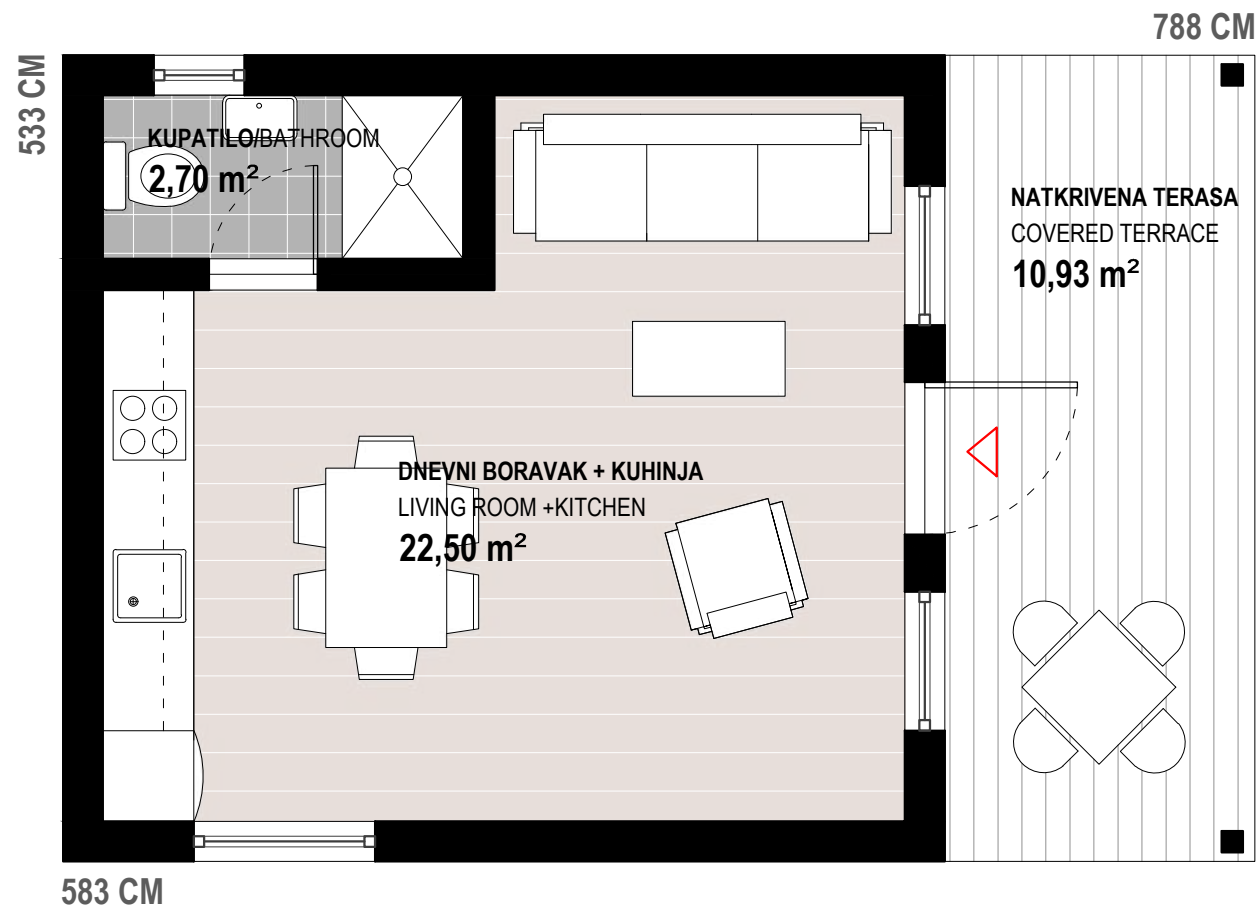 788 CM
533 CM
KUPATILO/BATHROOM
2,70 m²
NATKRIVENA TERASA
COVERED TERRACE
10,93 m²
DNEVNI BORAVAK + KUHINJA
LIVING ROOM +KITCHEN
22,50 m²
583 CM